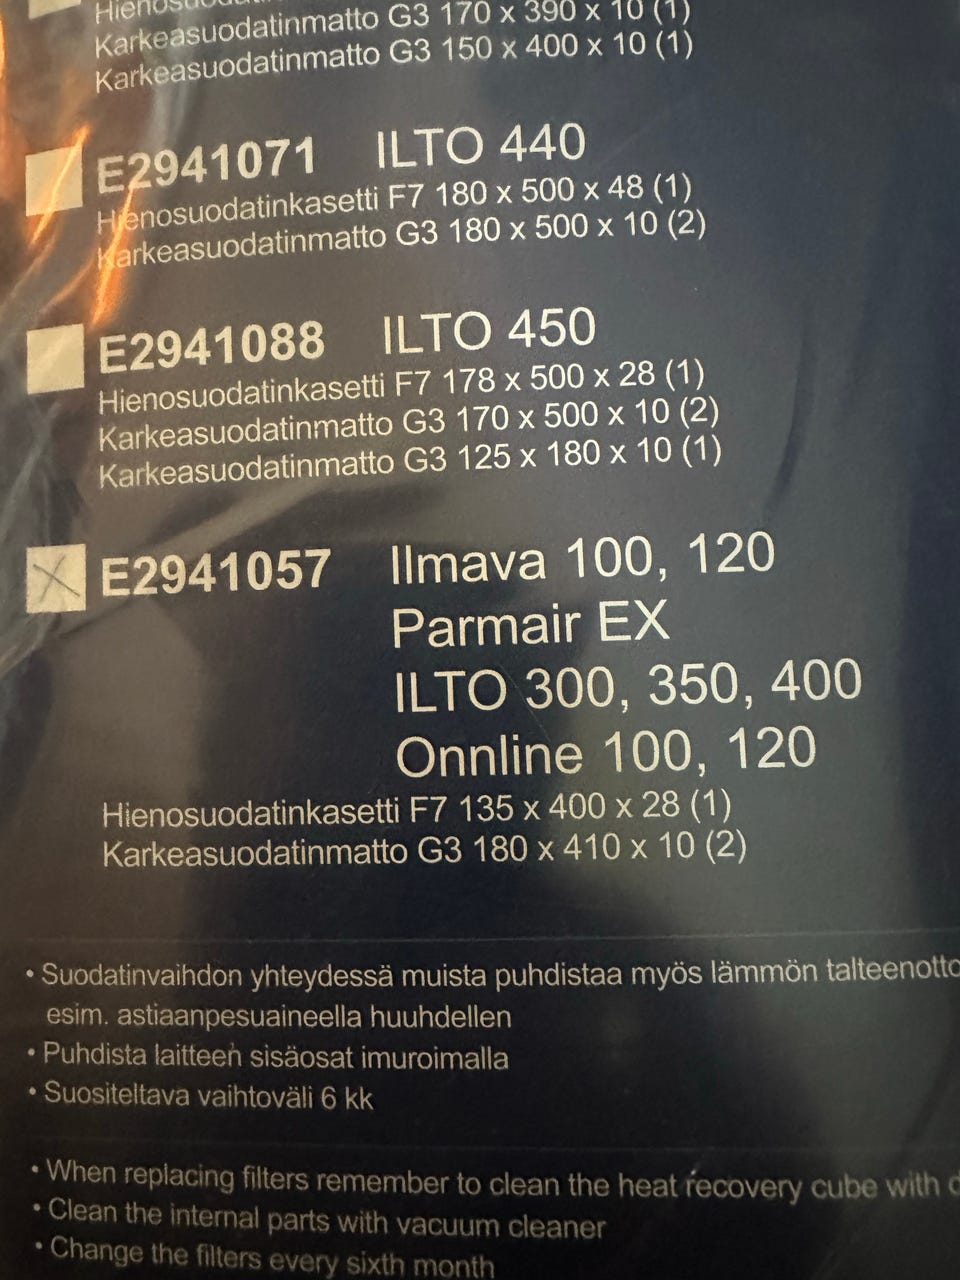 Karkeasuodatinmatto G3 170 x 390 x 10 (1)
Karkeasuodatinmatto G3 150 x 400 x 10 (1)
E2941071 ILTO 440
Hienosuodatinkasetti F7 180 x 500 x 48 (1)
Karkeasuodatinmatto G3 180 x 500 x 10 (2)
E2941088 ILTO 450
Hienosuodatinkasetti F7 178 x 500 x 28 (1)
Karkeasuodatinmatto G3 170 x 500 x 10 (2)
Karkeasuodatinmatto G3 125 x 180 x 10 (1)
E2941057 Ilmava 100, 120
Parmair EX
ILTO 300, 350, 400
Onnline 100, 120
Hienosuodatinkasetti F7 135 x 400 x 28 (1)
Karkeasuodatinmatto G3 180 x 410 x 10 (2)
• Suodatinvaihdon yhteydessä muista puhdistaa myös lämmön talteenotto
esim. astiaanpesuaineella huuhdellen
• Puhdista laitteen sisäosat imuroimalla
• Suositeltava vaihtoväli 6 kk
• When replacing filters remember to clean the heat recovery cube with
• Clean the internal parts with vacuum cleaner
• Change the filters every sixth month